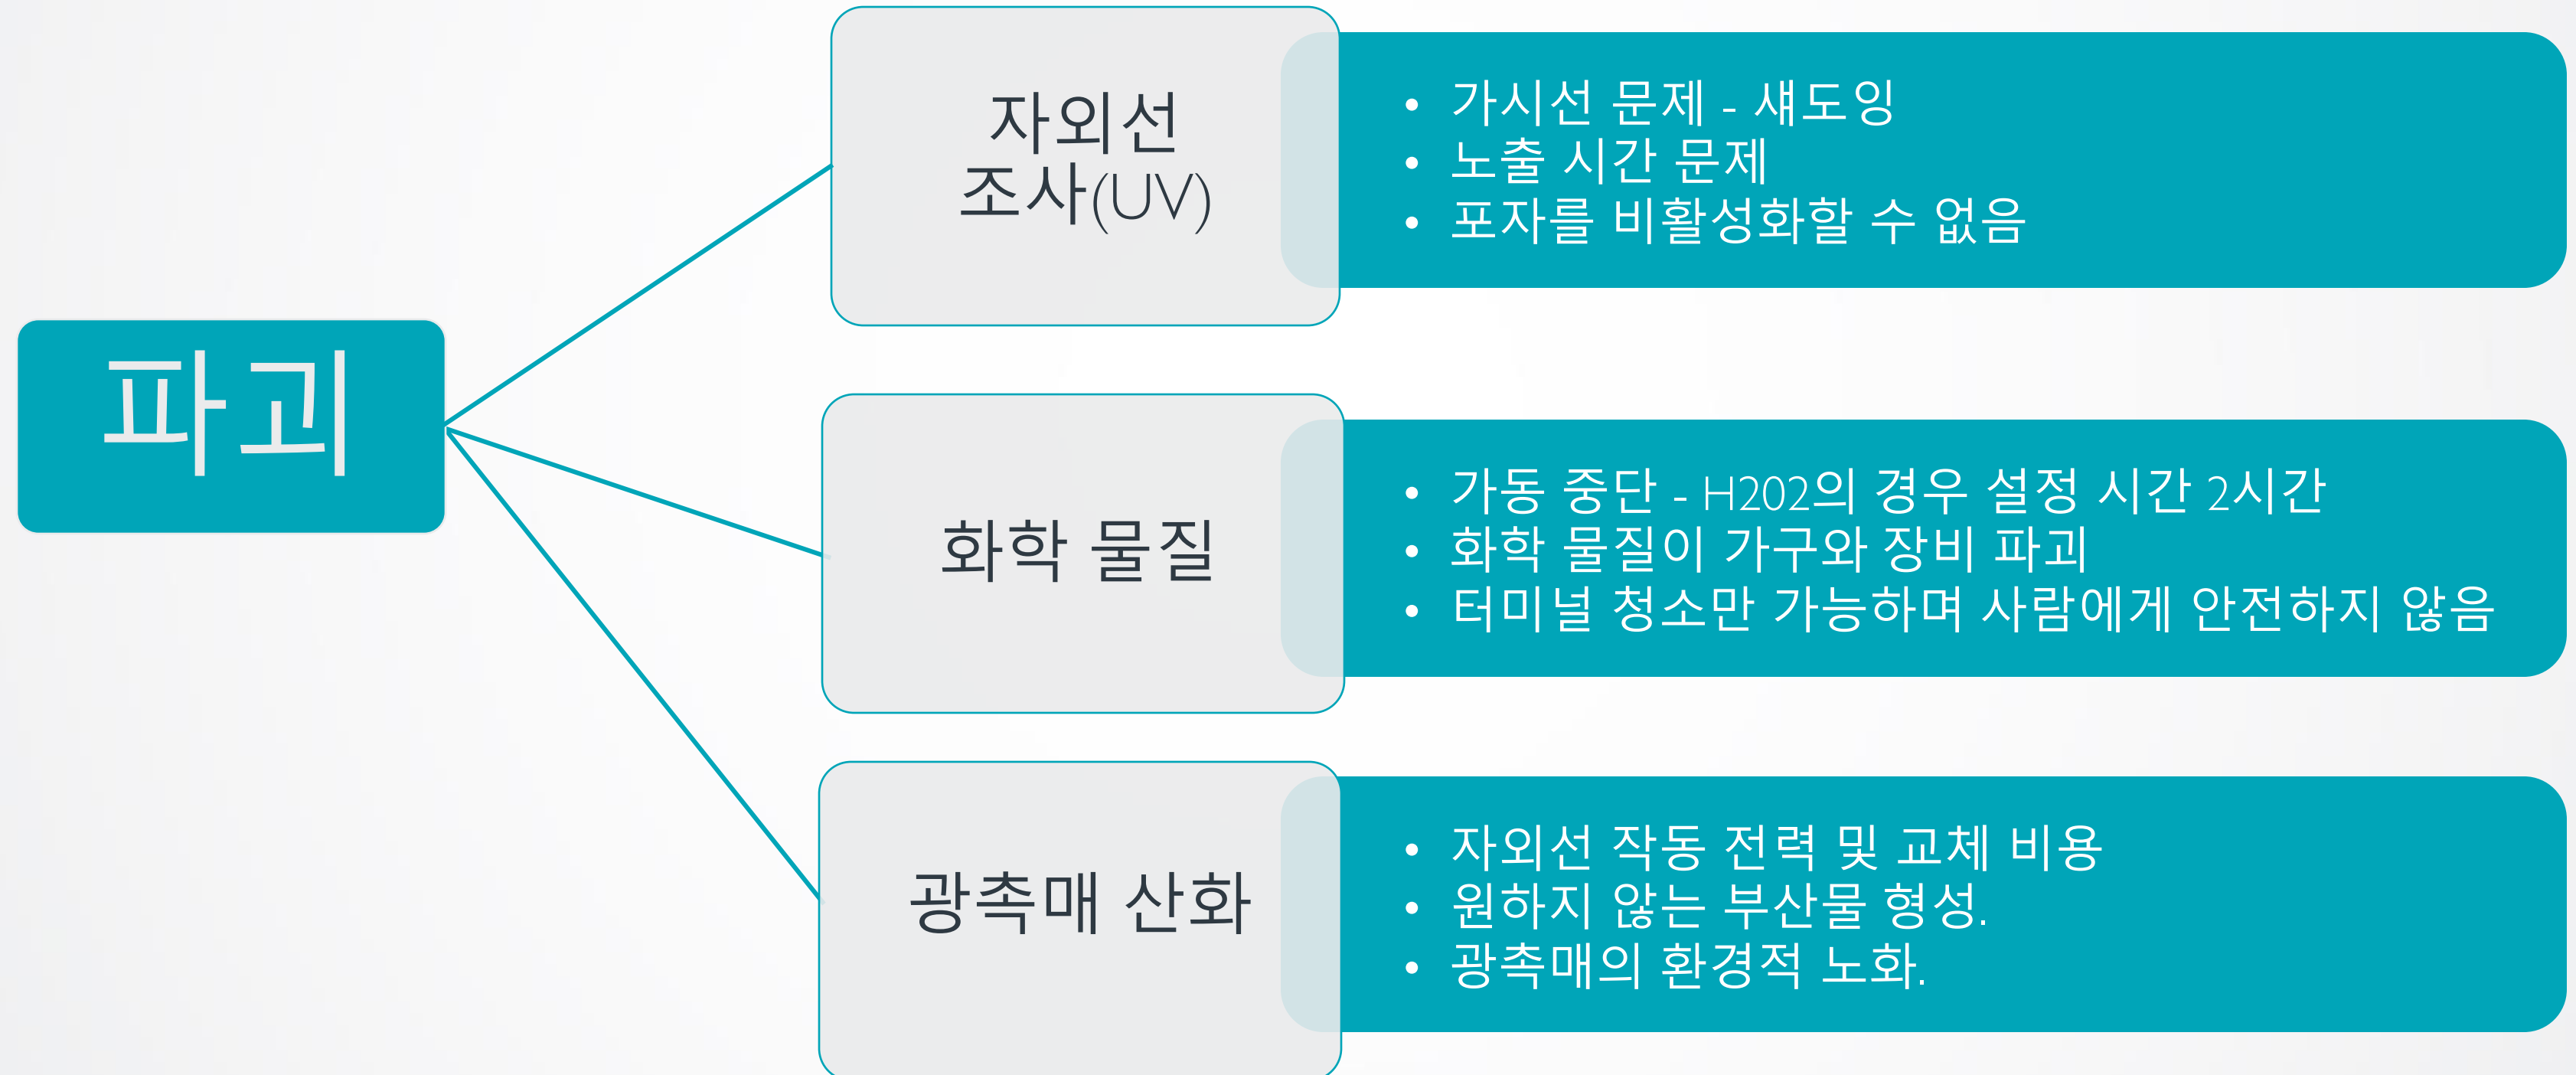 파괴
자외선
조사(UV)
• 가시선 문제 - 섀도잉
• 노출 시간 문제
• 포자를 비활성화할 수 없음
화학 물질
• 가동 중단 - H202의 경우 설정 시간 2시간
• 화학 물질이 가구와 장비 파괴
• 터미널 청소만 가능하며 사람에게 안전하지 않음
광촉매 산화
• 자외선 작동 전력 및 교체 비용
• 원하지 않는 부산물 형성.
• 광촉매의 환경적 노화.